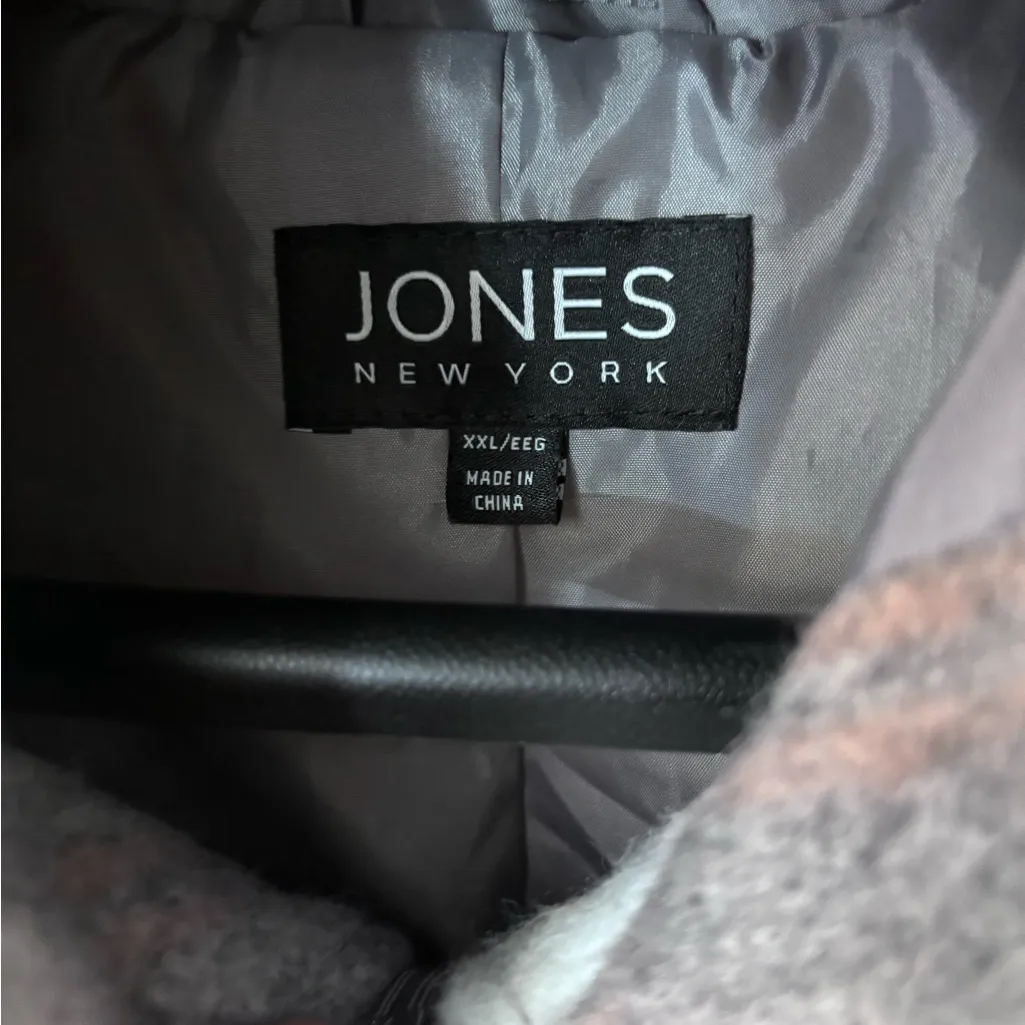 JONES
NEW YORK
XXL/EEG
MADE IN
CHINA